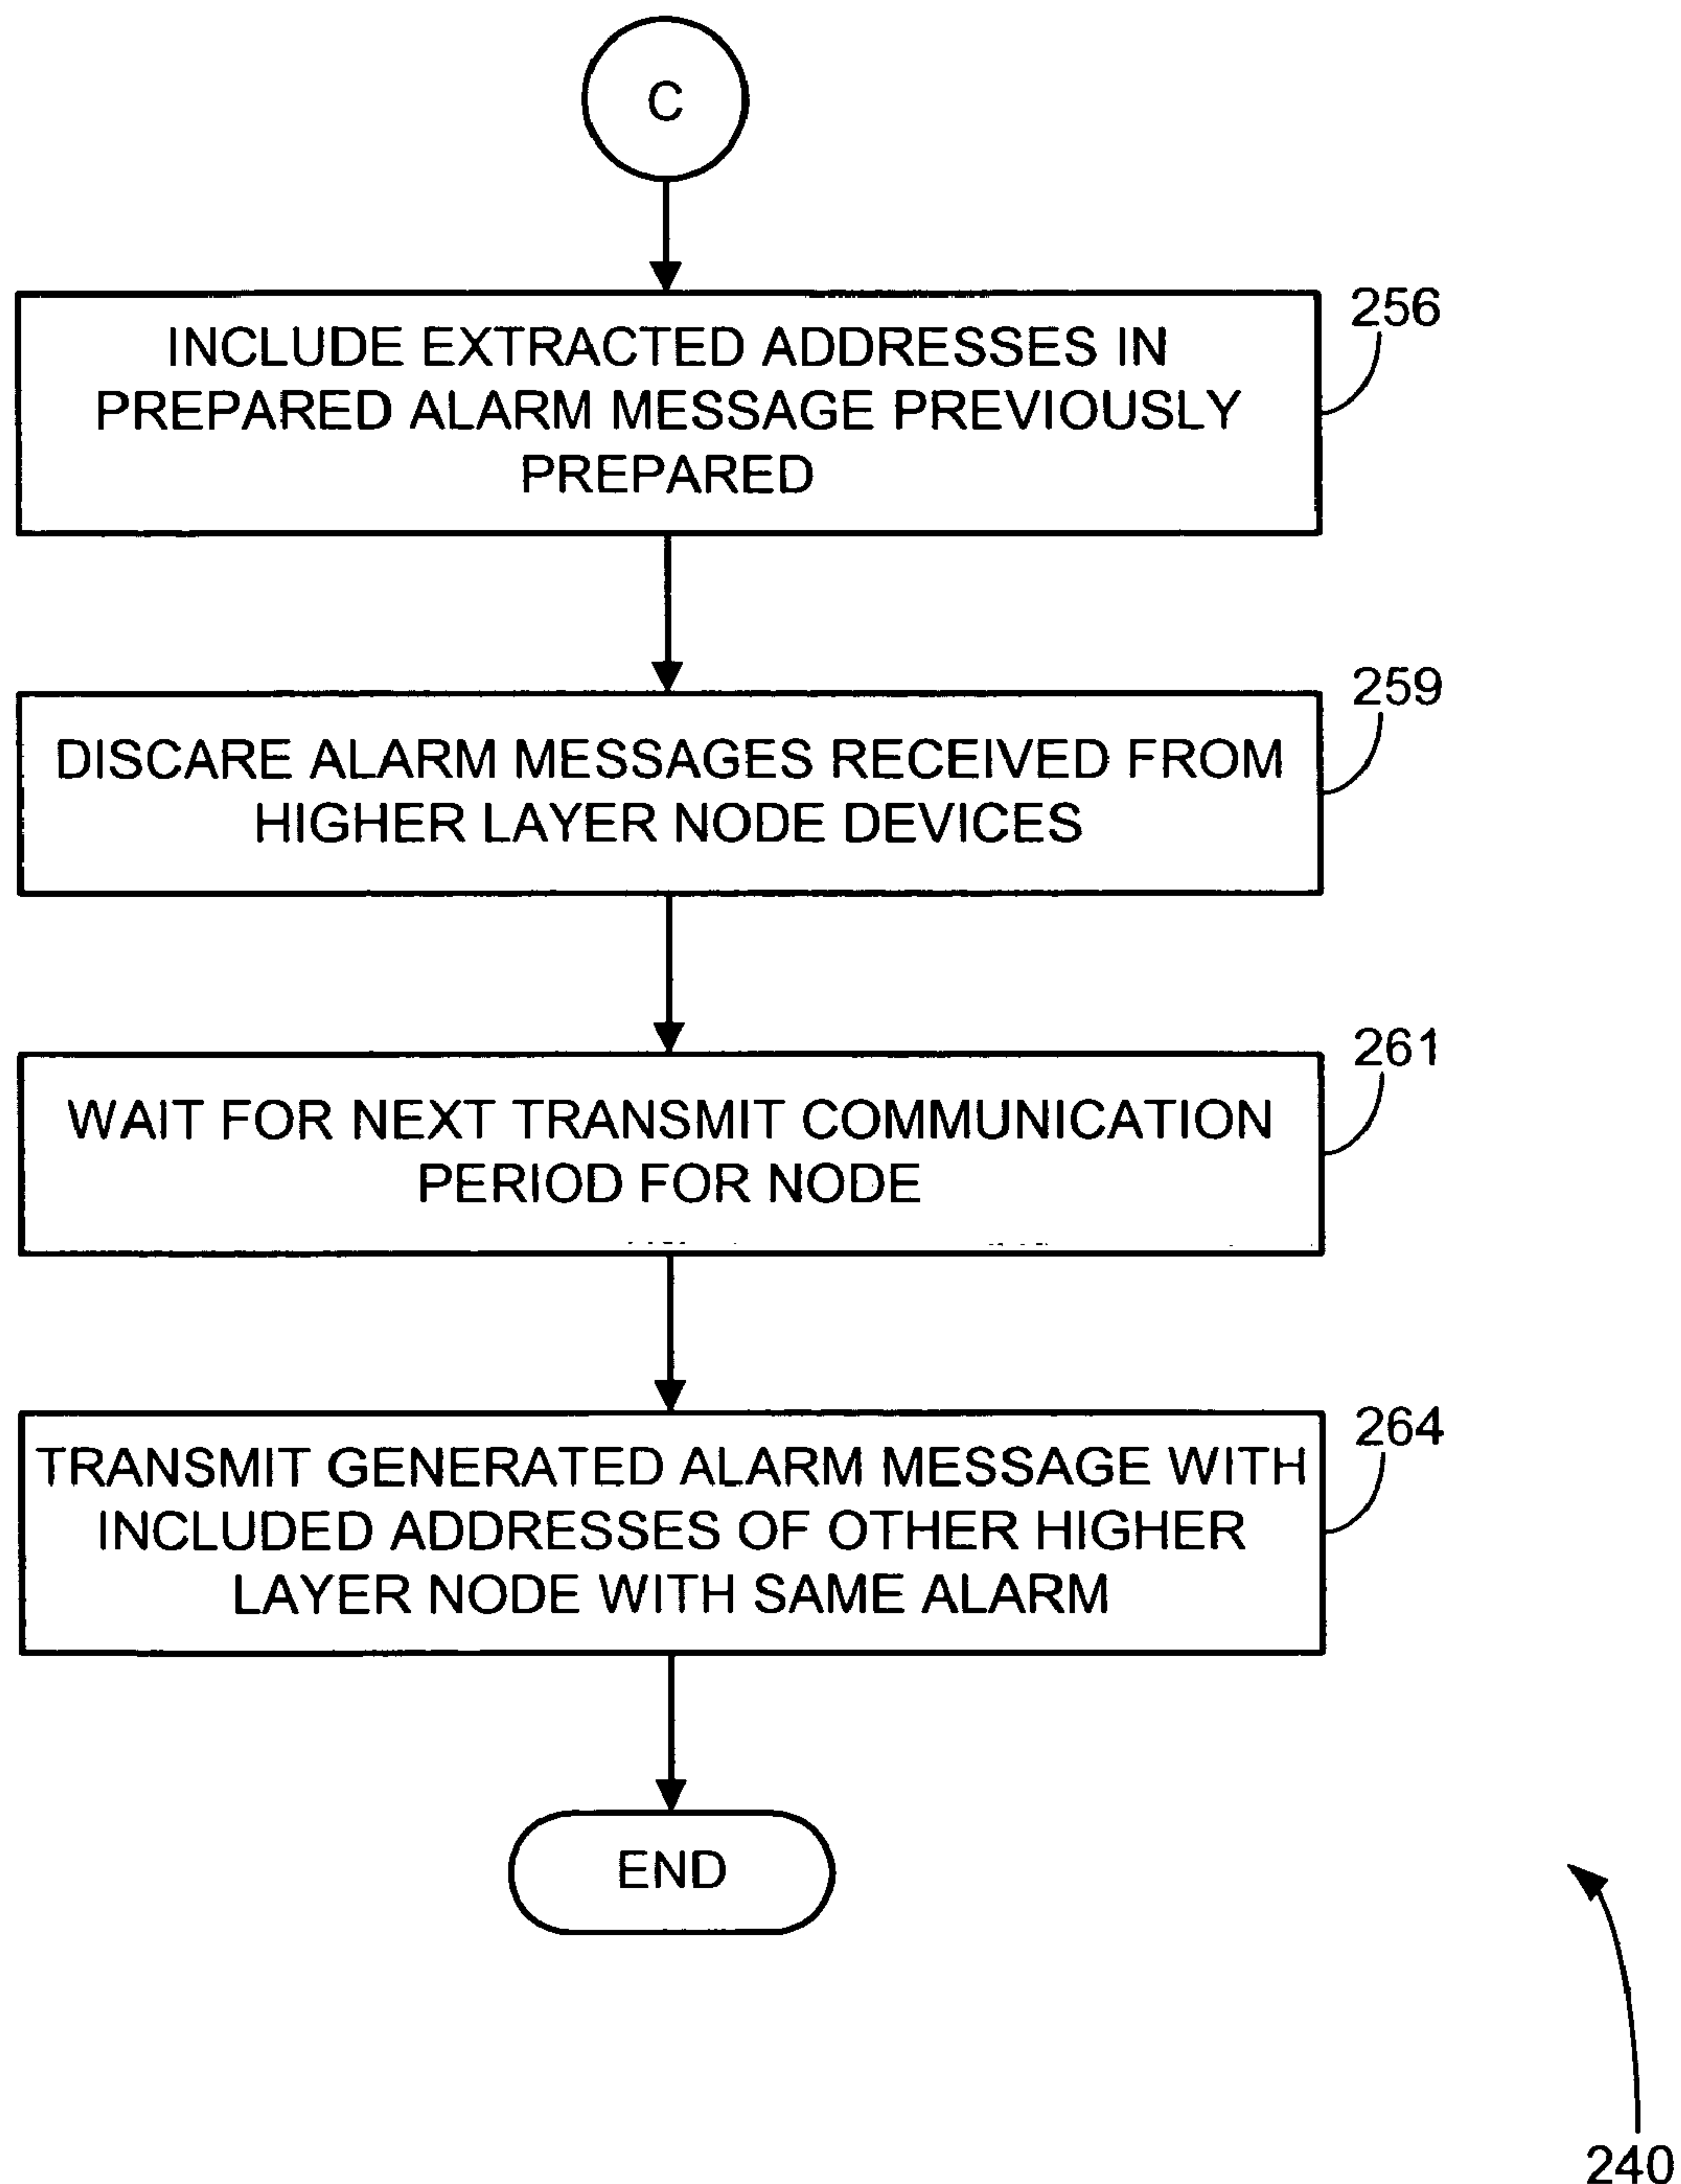 C
256
INCLUDE EXTRACTED ADDRESSES IN
PREPARED ALARM MESSAGE PREVIOUSLY
PREPARED
259
DISCARE ALARM MESSAGES RECEIVED FROM
HIGHER LAYER NODE DEVICES
261
WAIT FOR NEXT TRANSMIT COMMUNICATION
PERIOD FOR NODE
264
TRANSMIT GENERATED ALARM MESSAGE WITH
INCLUDED ADDRESSES OF OTHER HIGHER
LAYER NODE WITH SAME ALARM
END
240